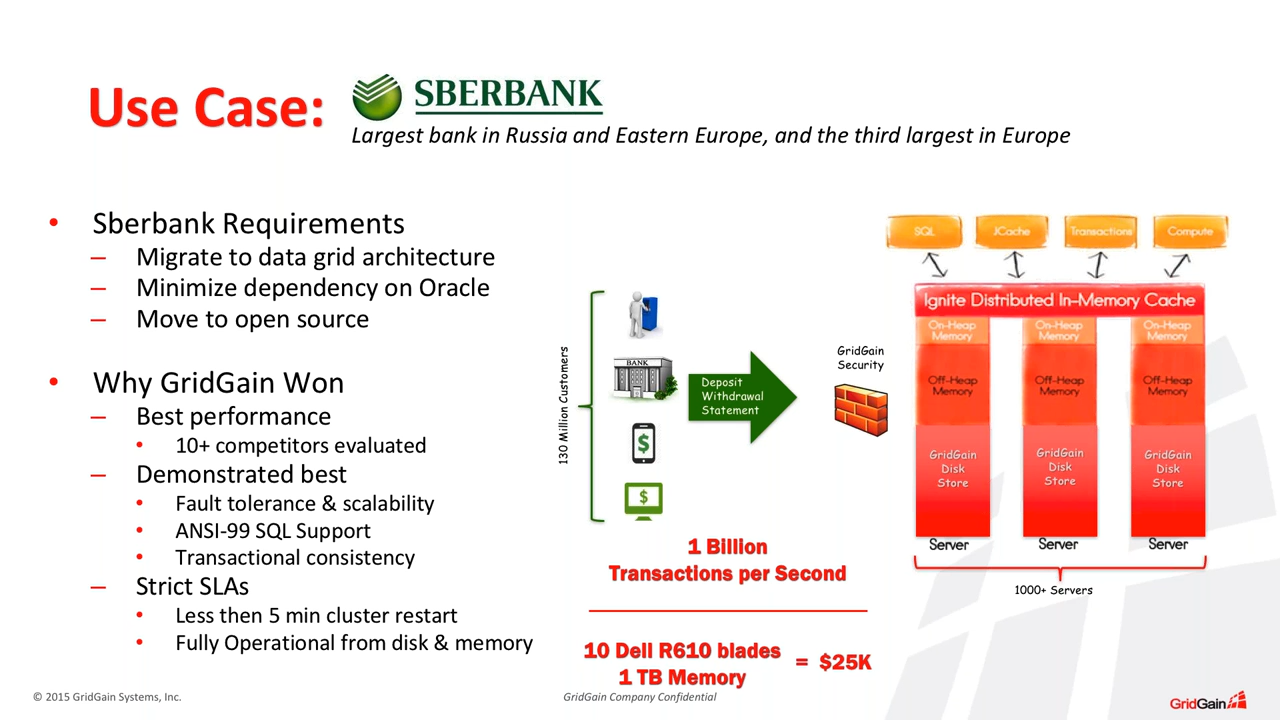 Use Case:
SBERBANK
Largest bank in Russia and Eastern Europe, and the third largest in Europe
• Sberbank Requirements
– Migrate to data grid architecture
– Minimize dependency on Oracle
– Move to open source
• Why GridGain Won
– Best performance
• 10+ competitors evaluated
– Demonstrated best
• Fault tolerance & scalability
• ANSI-99 SQL Support
• Transactional consistency
– Strict SLAs
• Less then 5 min cluster restart
• Fully Operational from disk & memory
130 Million Customers
BANK
$
$
Deposit
Withdrawal
Statement
GridGain
Security
1 Billion
Transactions per Second
10 Dell R610 blades
1 TB Memory
= $25K
SQL JCache Transactions Compute
Ignite Distributed In-Memory Cache
On-Heap
Memory
Off-Heap
Memory
GridGain
Disk
Store
Server
On-Heap
Memory
Off-Heap
Memory
GridGain
Disk
Store
Server
On-Heap
Memory
Off-Heap
Memory
GridGain
Disk
Store
Server
1000+ Servers
© 2015 GridGain Systems, Inc.
GridGain Company Confidential
GridGain